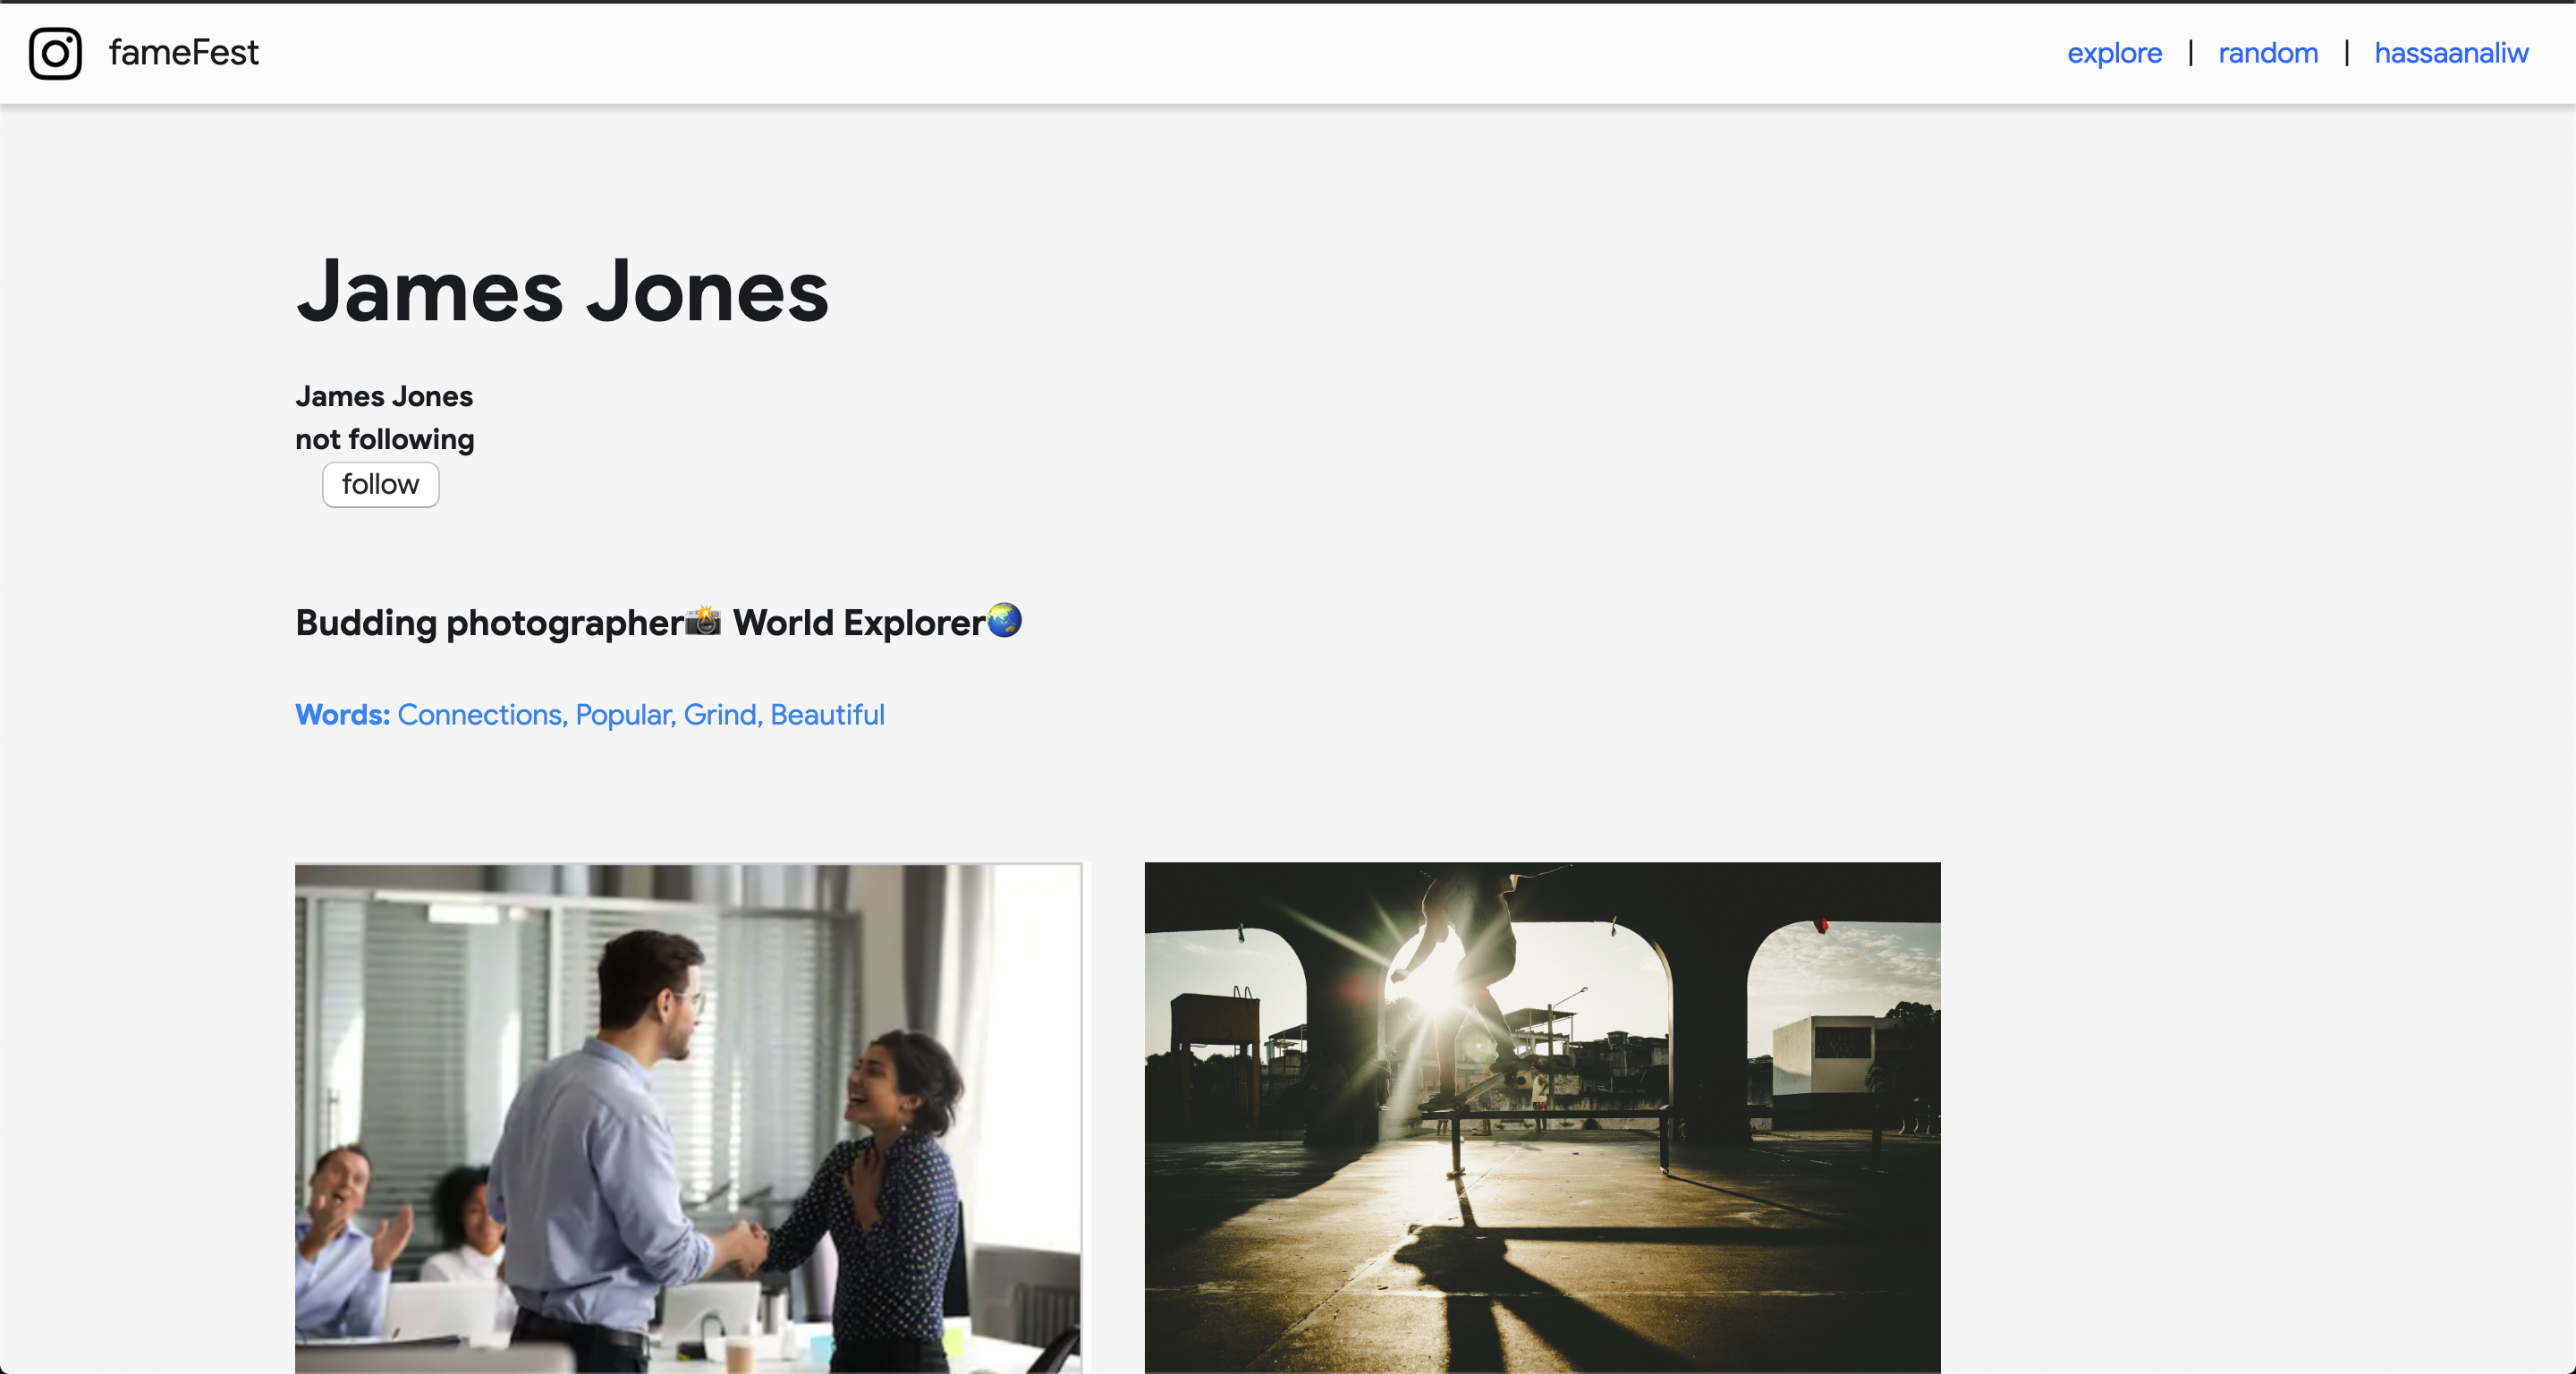 fameFest
explore | random | hassaanaliw
James Jones
James Jones
not following
follow
Budding photographer📸 World Explorer🌏
Words: Connections, Popular, Grind, Beautiful